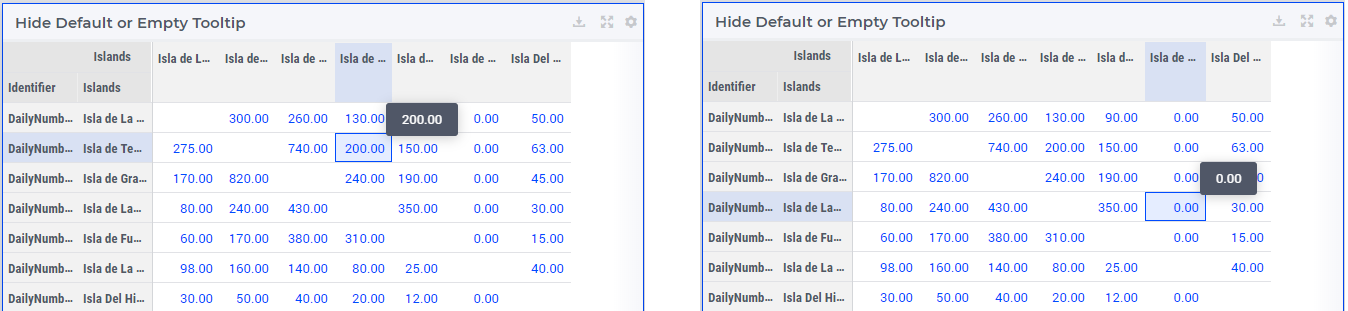 Hide Default or Empty Tooltip
Islands Isla de L... Isla de... Isla de ... Isla de ... Isla d... Isla de ... Isla Del ...
Identifier Islands
DailyNumb... Isla de La ... 300.00 260.00 130.00 200.00 0.00 50.00
DailyNumb... Isla de Te... 275.00 740.00 200.00 150.00 0.00 63.00
DailyNumb... Isla de Gra... 170.00 820.00 240.00 190.00 0.00 45.00
DailyNumb... Isla de La... 80.00 240.00 430.00 350.00 0.00 30.00
DailyNumb... Isla de Fu... 60.00 170.00 380.00 310.00 0.00 15.00
DailyNumb... Isla de La ... 98.00 160.00 140.00 80.00 25.00 40.00
DailyNumb... Isla Del Hi... 30.00 50.00 40.00 20.00 12.00 0.00
Hide Default or Empty Tooltip
Islands Isla de L... Isla de... Isla de ... Isla de ... Isla d... Isla de ... Isla Del ...
Identifier Islands
DailyNumb... Isla de La ... 300.00 260.00 130.00 90.00 0.00 50.00
DailyNumb... Isla de Te... 275.00 740.00 200.00 150.00 0.00 63.00
DailyNumb... Isla de Gra... 170.00 820.00 240.00 190.00 0.00 0.00
DailyNumb... Isla de La... 80.00 240.00 430.00 350.00 0.00 30.00
DailyNumb... Isla de Fu... 60.00 170.00 380.00 310.00 0.00 15.00
DailyNumb... Isla de La ... 98.00 160.00 140.00 80.00 25.00 40.00
DailyNumb... Isla Del Hi... 30.00 50.00 40.00 20.00 12.00 0.00